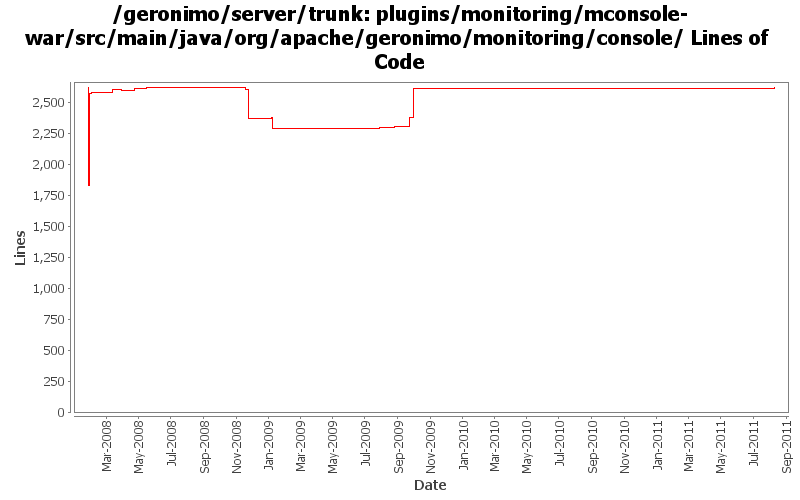 /geronimo/server/trunk: plugins/monitoring/mconsole-
war/src/main/java/org/apache/geronimo/monitoring/console/ Lines of
Code
Lines
2,500
2,250
2,000
1,750
1,500
1,250
1,000
750
500
250
0
Mar-2008
May-2008
Jul-2008
Sep-2008
Nov-2008
Jan-2009
Mar-2009
May-2009
Jul-2009
Sep-2009
Nov-2009
Jan-2010
Mar-2010
May-2010
Jul-2010
Sep-2010
Nov-2010
Jan-2011
Mar-2011
May-2011
Jul-2011
Sep-2011
Date